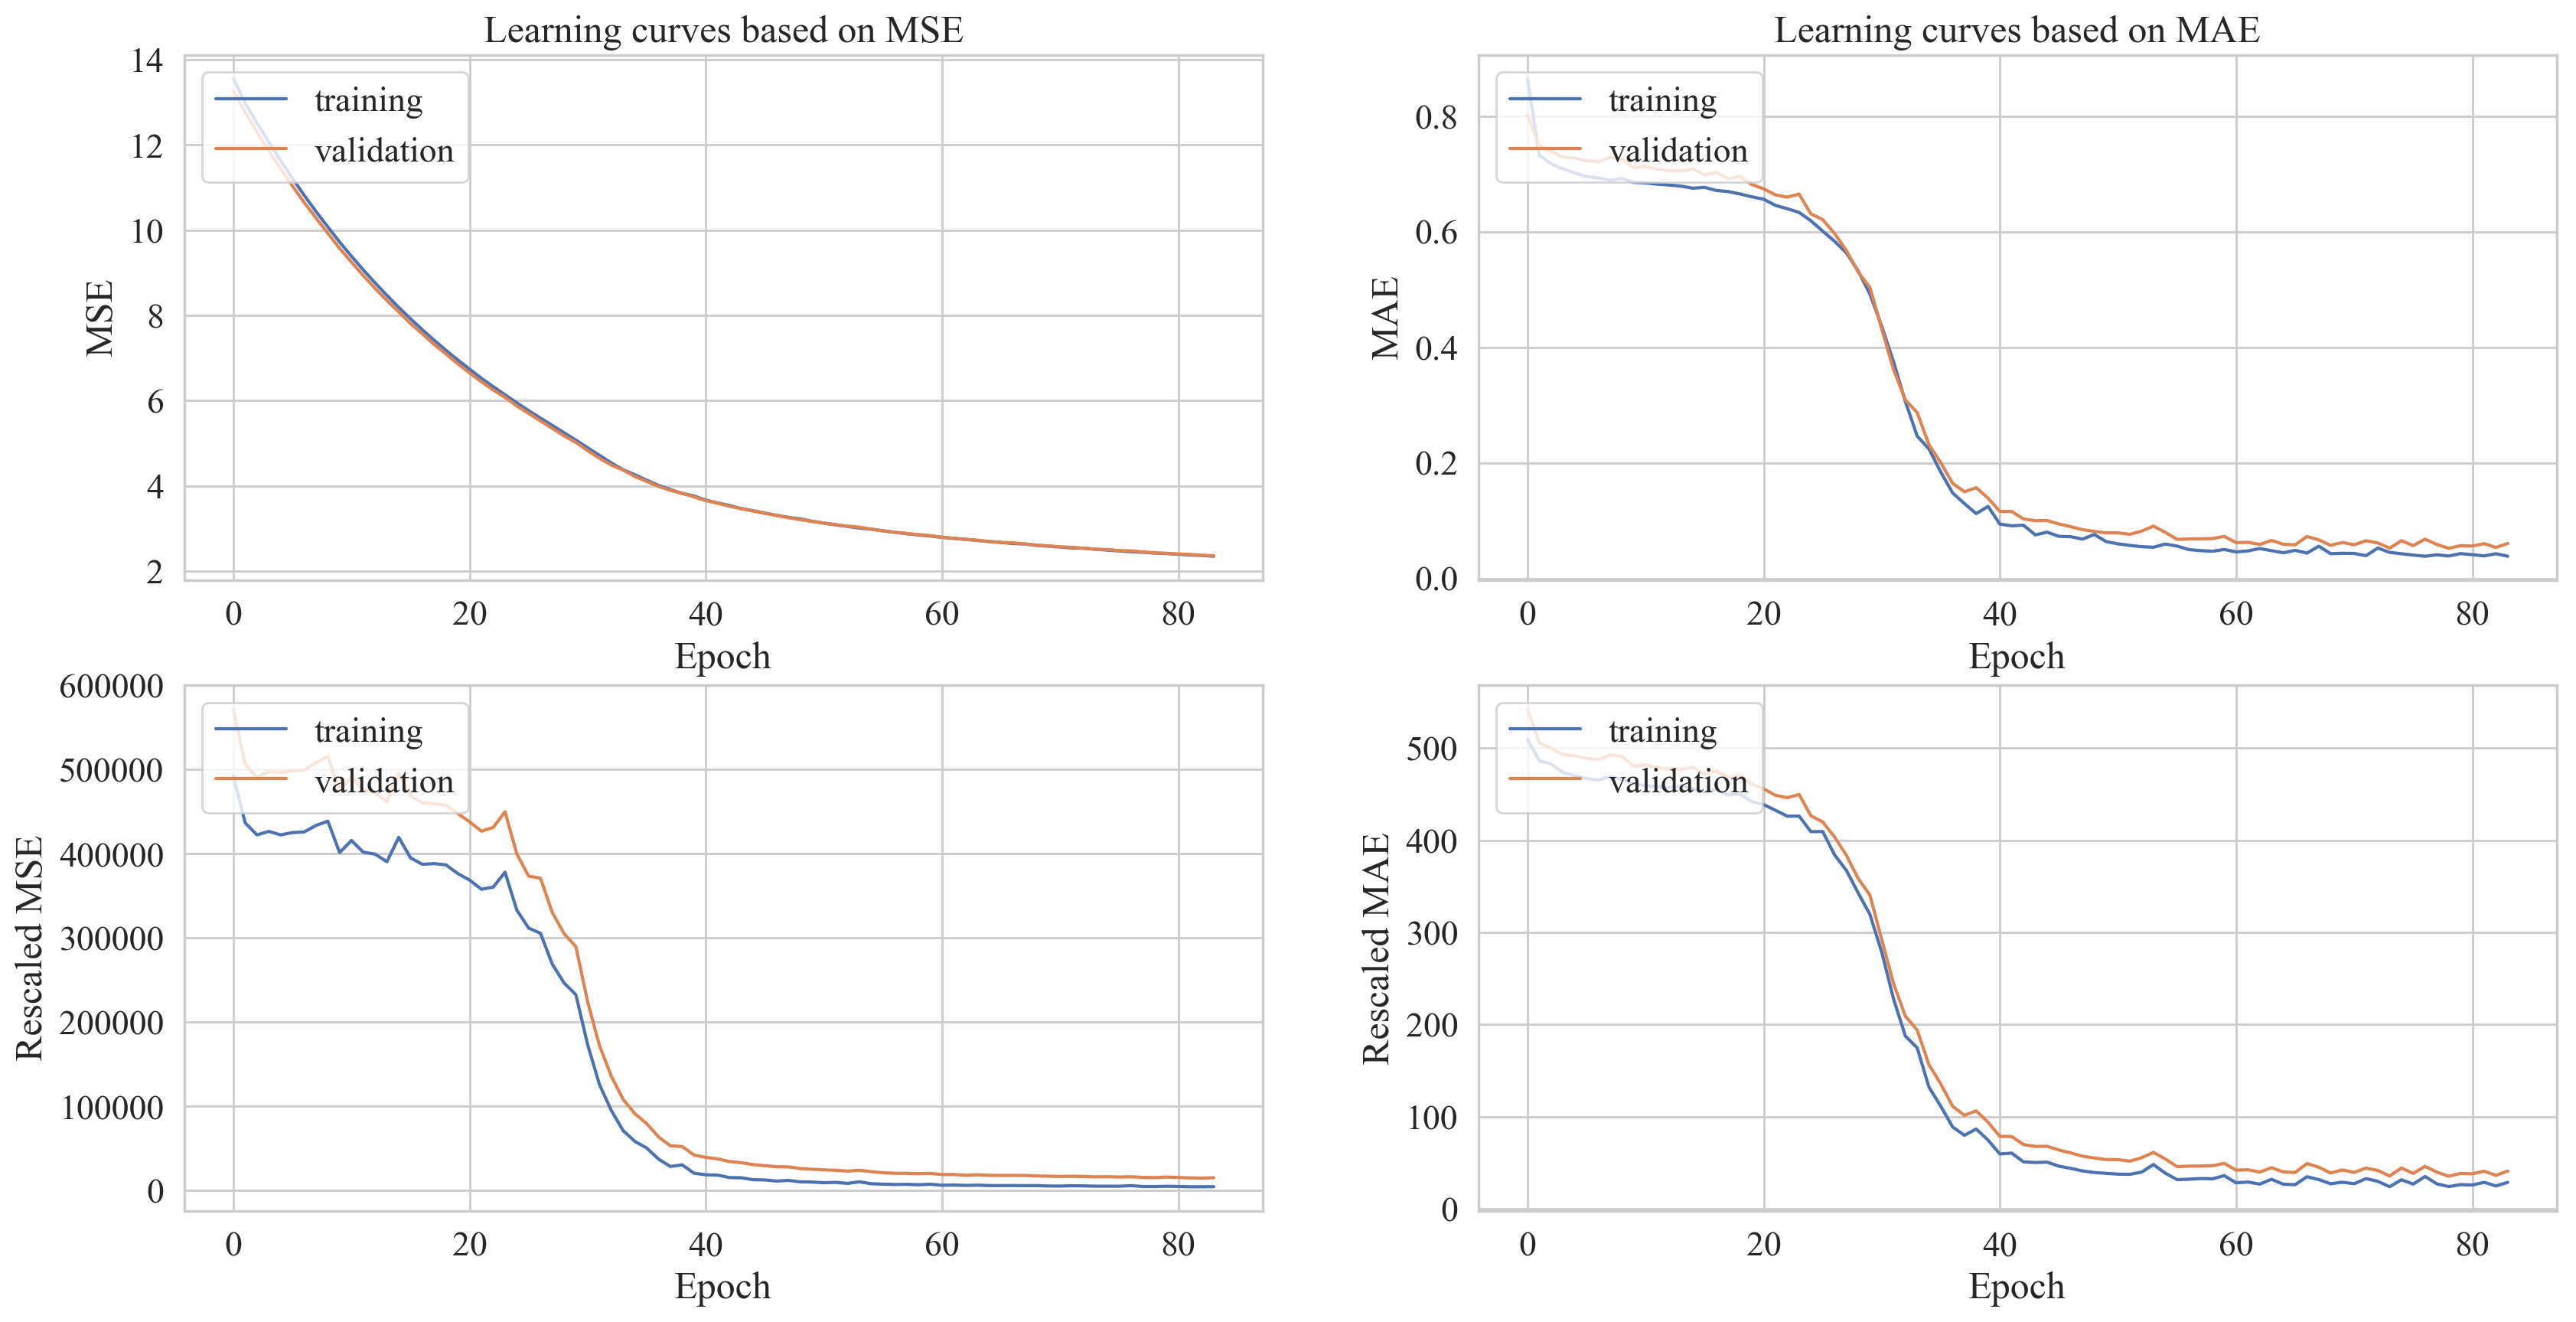 Learning curves based on MSE
14
12
10
8
6
4
2
MSE
training
validation
0 20 40 60 80
Epoch
Learning curves based on MAE
0.8
0.6
0.4
0.2
0.0
MAE
training
validation
0 20 40 60 80
Epoch
600000
500000
400000
300000
200000
100000
0
Rescaled MSE
training
validation
0 20 40 60 80
Epoch
500
400
300
200
100
0
Rescaled MAE
training
validation
0 20 40 60 80
Epoch